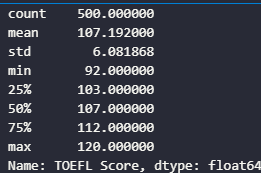 count    500.000000
mean     107.192000
std        6.081868
min       92.000000
25%      103.000000
50%      107.000000
75%      112.000000
max      120.000000
Name: TOEFL Score, dtype: float64